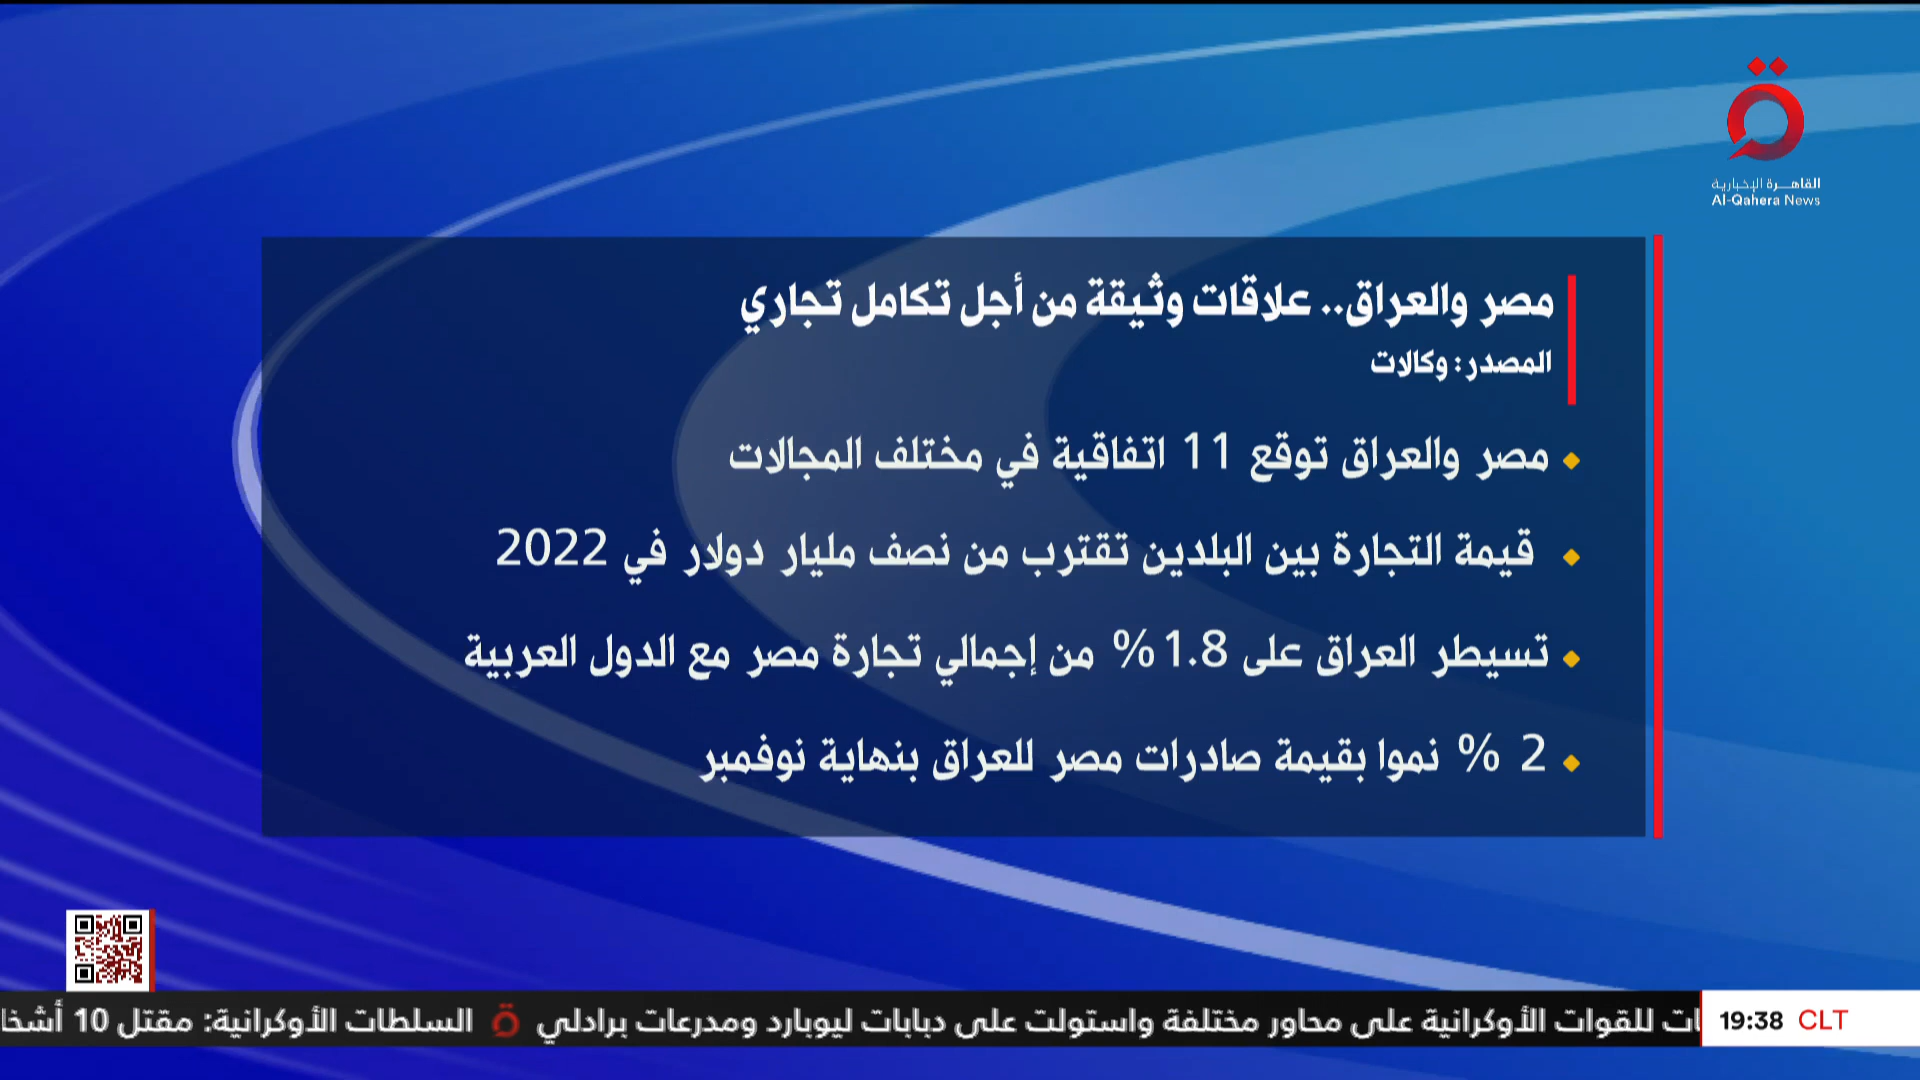 القاهرة الإخبارية
Al-Qahera News
مصر والعراق.. علاقات وثيقة من أجل تكامل تجاري
المصدر: وكالات
مصر والعراق توقع 11 اتفاقية في مختلف المجالات
قيمة التجارة بين البلدين تقترب من نصف مليار دولار في 2022
تسيطر العراق على 1.8% من إجمالي تجارة مصر مع الدول العربية
2 % نموا بقيمة صادرات مصر للعراق بنهاية نوفمبر
للقوات الأوكرانية على محاور مختلفة واستولت على دبابات ليوبارد ومدرعات برادلي السلطات الأوكرانية: مقتل 10
19:38 CLT